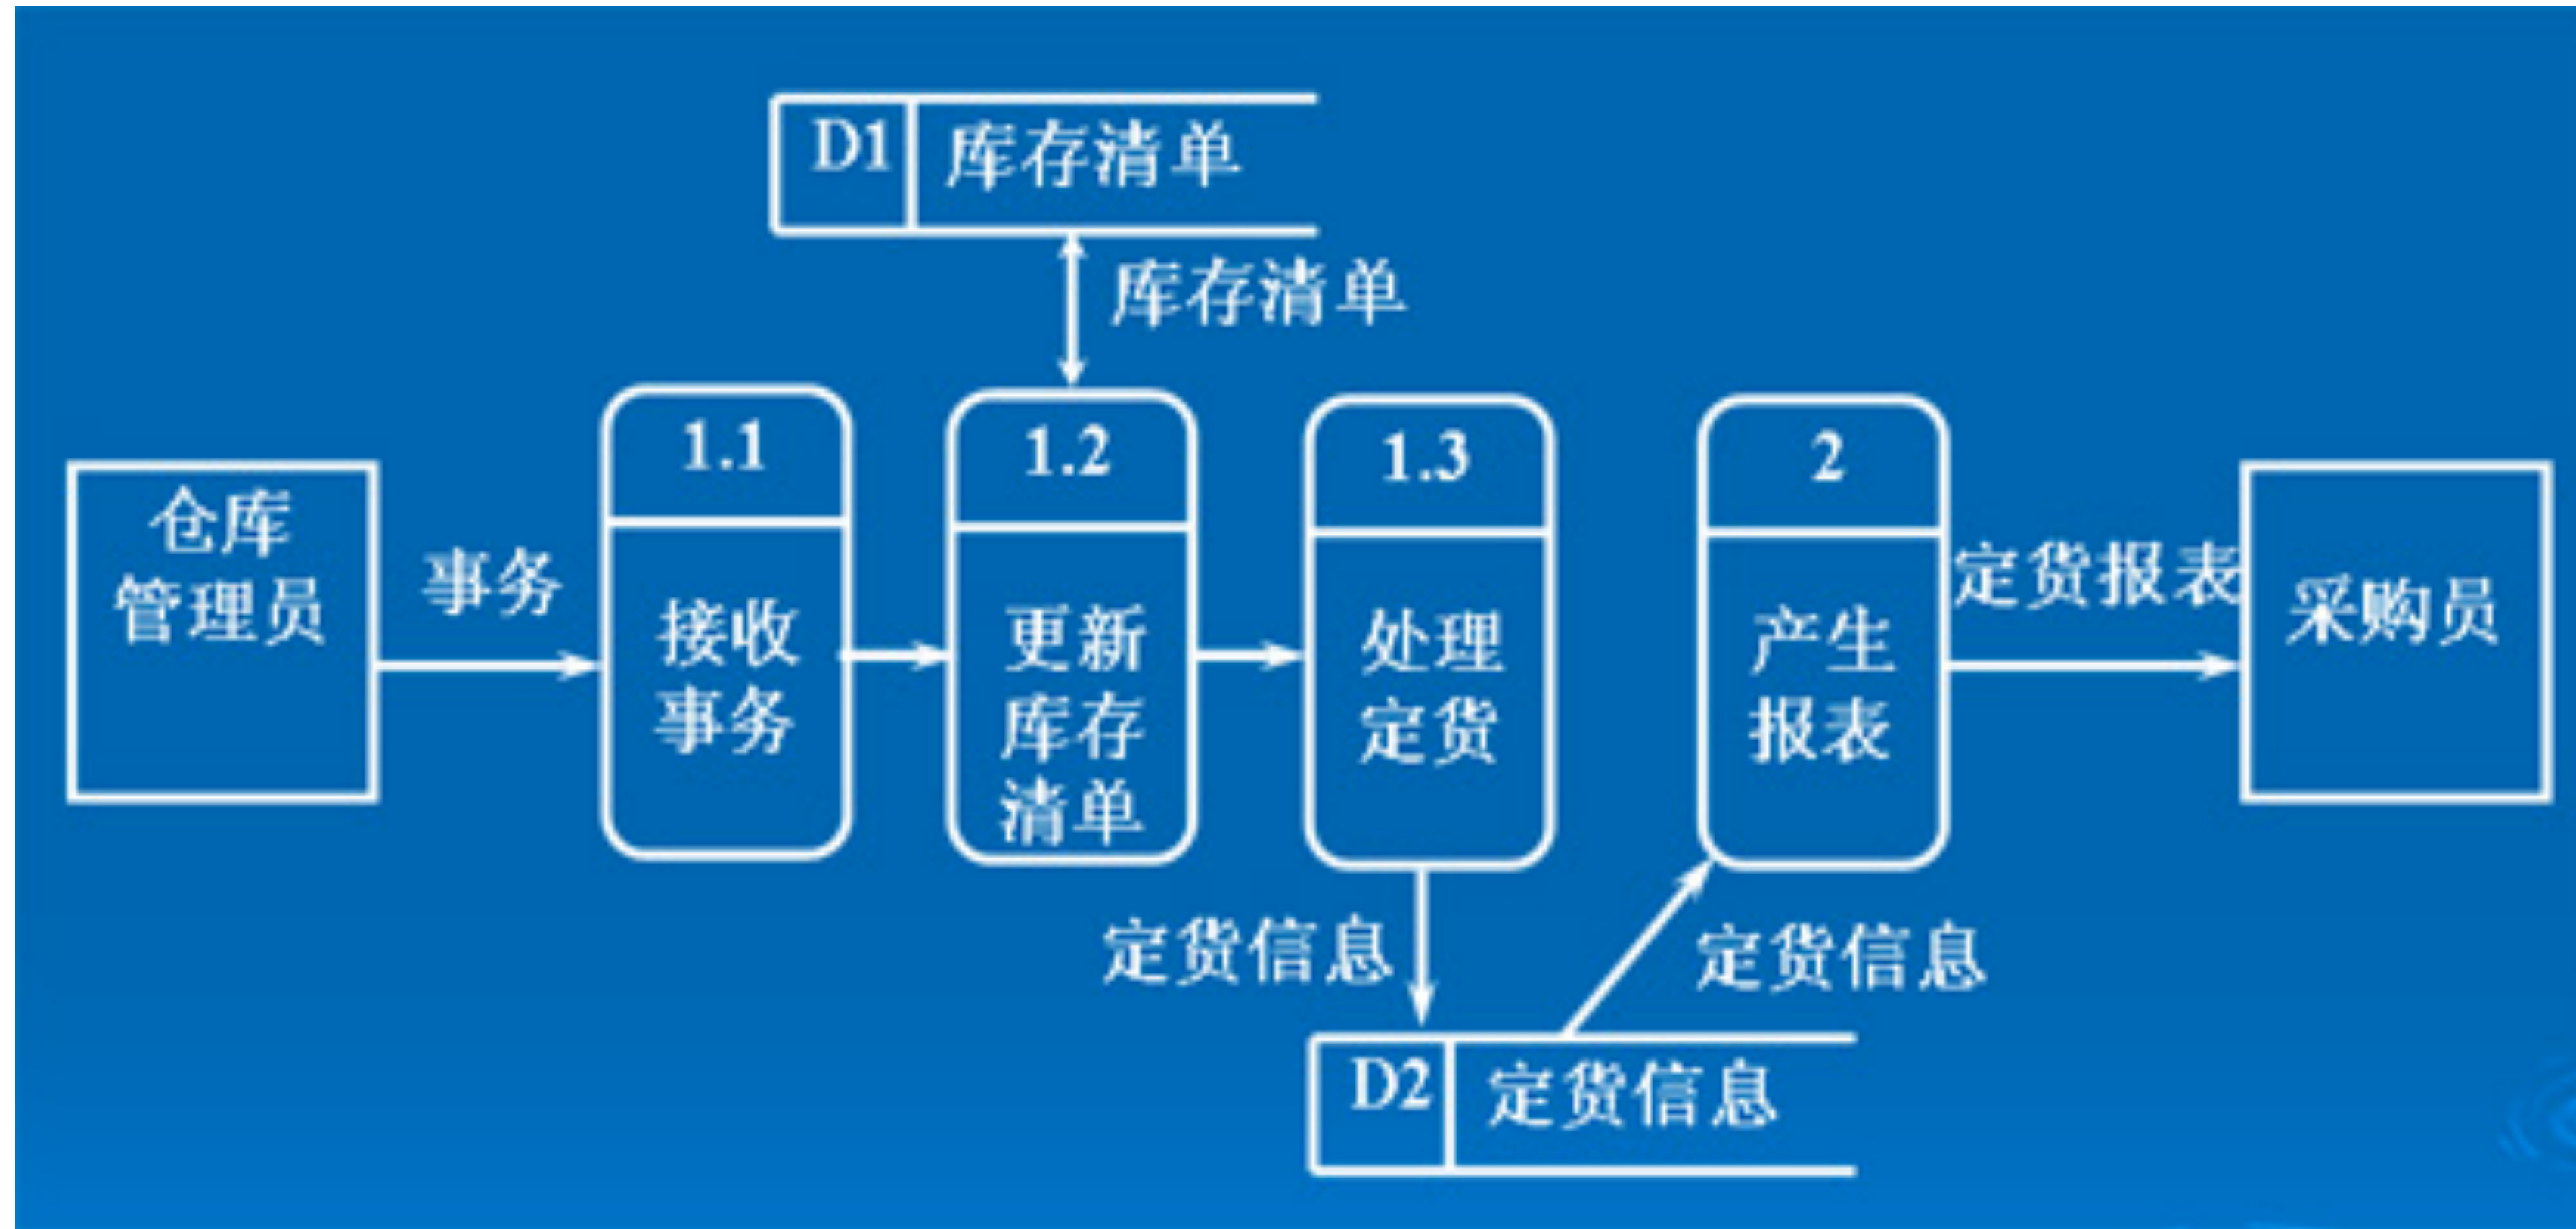 D1 库存清单
库存清单
仓库
管理员
事务
1.1
接收
事务
1.2
更新
库存
清单
1.3
处理
定货
2
产生
报表
定货报表
采购员
定货信息
定货信息
D2 定货信息